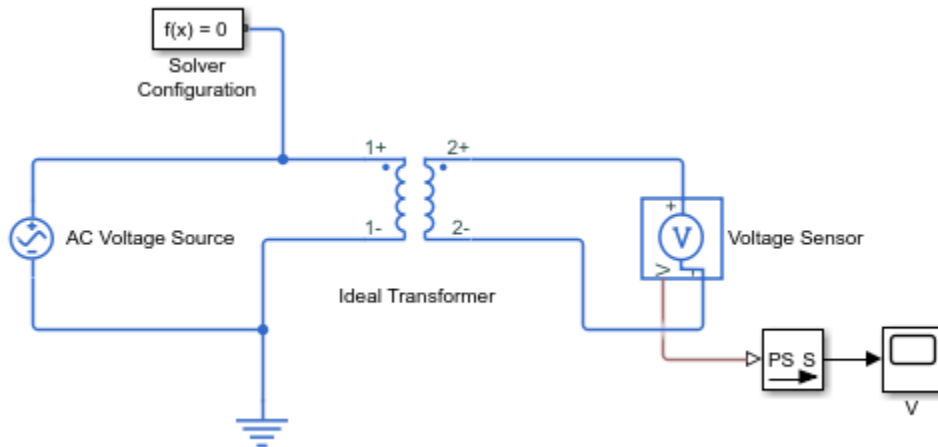 f(x) = 0
Solver
Configuration
1+
2+
+
AC Voltage Source
1-
2-
V
Voltage Sensor
V
-
Ideal Transformer
PS S
V